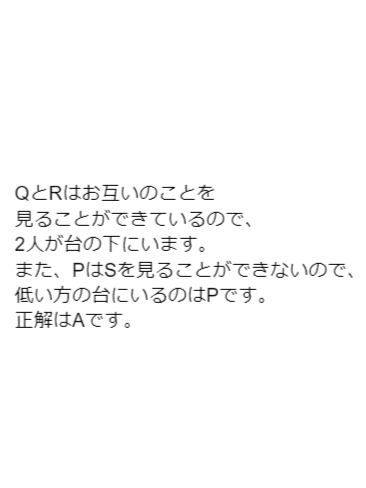 QとRはお互いのことを
見ることができているので、
2人が台の下にいます。
また、PはSを見ることができないので、
低い方の台にいるのはPです。
正解はAです。